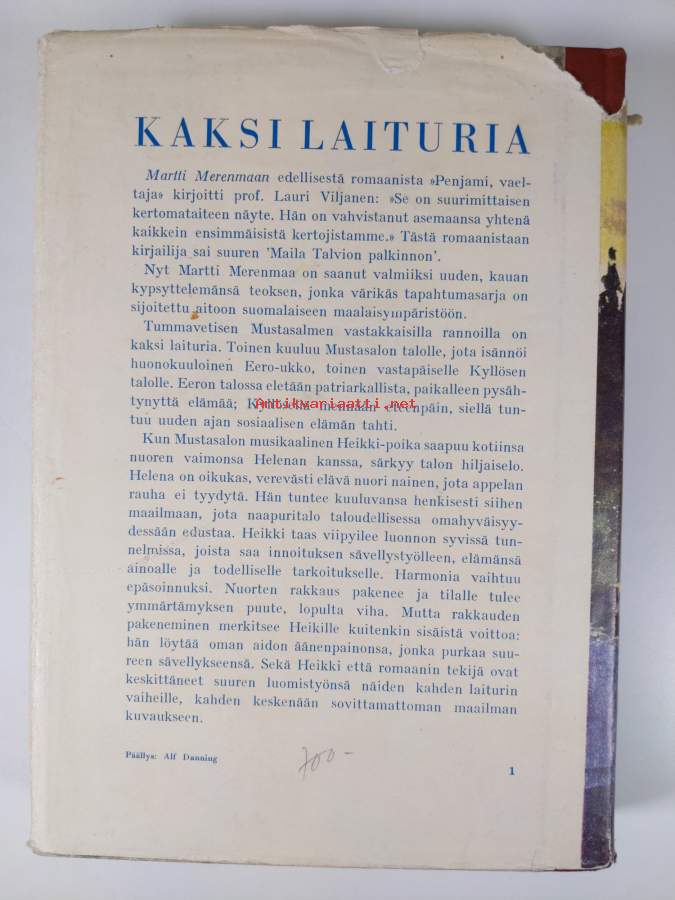 KAKSI LAITURIA
Martti Merenmaan edellisestä romaanista »Penjami, vael-
taja» kirjoitti prof. Lauri Viljanen: »Se on suurimittaisen
kertomataiteen näyte. Hän on vahvistanut asemaansa yhtenä
kaikkein ensimmäisistä kertojistamme.» Tästä romaanistaan
kirjailija sai suuren 'Maila Talvion palkinnon'.
Nyt Martti Merenmaa on saanut valmiiksi uuden, kauan
kypsyttelemänsä teoksen, jonka värikäs tapahtumasarja on
sijoitettu aitoon suomalaiseen maalaisympäristöön.
Tummavetisen Mustasalmen vastakkaisilla rannoilla on
kaksi laituria. Toinen kuuluu Mustasalon talolle, jota isännöi
huonokuuloinen Eero-ukko, toinen vastapäiselle Kyllösen
talolle. Eeron talossa eletään patriarkallista, paikalleen pysäh-
tynyttä elämää; Kyllösellä mennään eteenpäin, siellä tun-
Antikvariaatti.net
tuu uuden ajan sosiaalisen elämän tahti.
Kun Mustasalon musikaalinen Heikki-poika saapuu kotiinsa
nuoren vaimonsa Helenan kanssa, särkyy talon hiljaiselo.
Helena on oikukas, verevästi elävä nuori nainen, jota appelan
rauha ei tyydytä. Hän tuntee kuuluvansa henkisesti siihen
maailmaan, jota naapuritalo taloudellisessa omahyväisyy-
dessään edustaa. Heikki taas viipyilee luonnon syvissä tun-
nelmissa, joista saa innoituksen sävellystyölleen, elämänsä
ainoalle ja todelliselle tarkoitukselle. Harmonia vaihtuu
epäsoinnuksi. Nuorten rakkaus pakenee ja tilalle tulee
ymmärtämyksen puute, lopulta viha. Mutta rakkauden
pakeneminen merkitsee Heikille kuitenkin sisäistä voittoa:
hän löytää oman aidon äänenpainonsa, jonka purkaa suu-
reen sävellykseensä. Sekä Heikki että romaanin tekijä ovat
keskittäneet suuren luomistyönsä näiden kahden laiturin
vaiheille, kahden keskenään sovittamattoman maailman
kuvaukseen.
Päällys: Alf Danning
700-
1